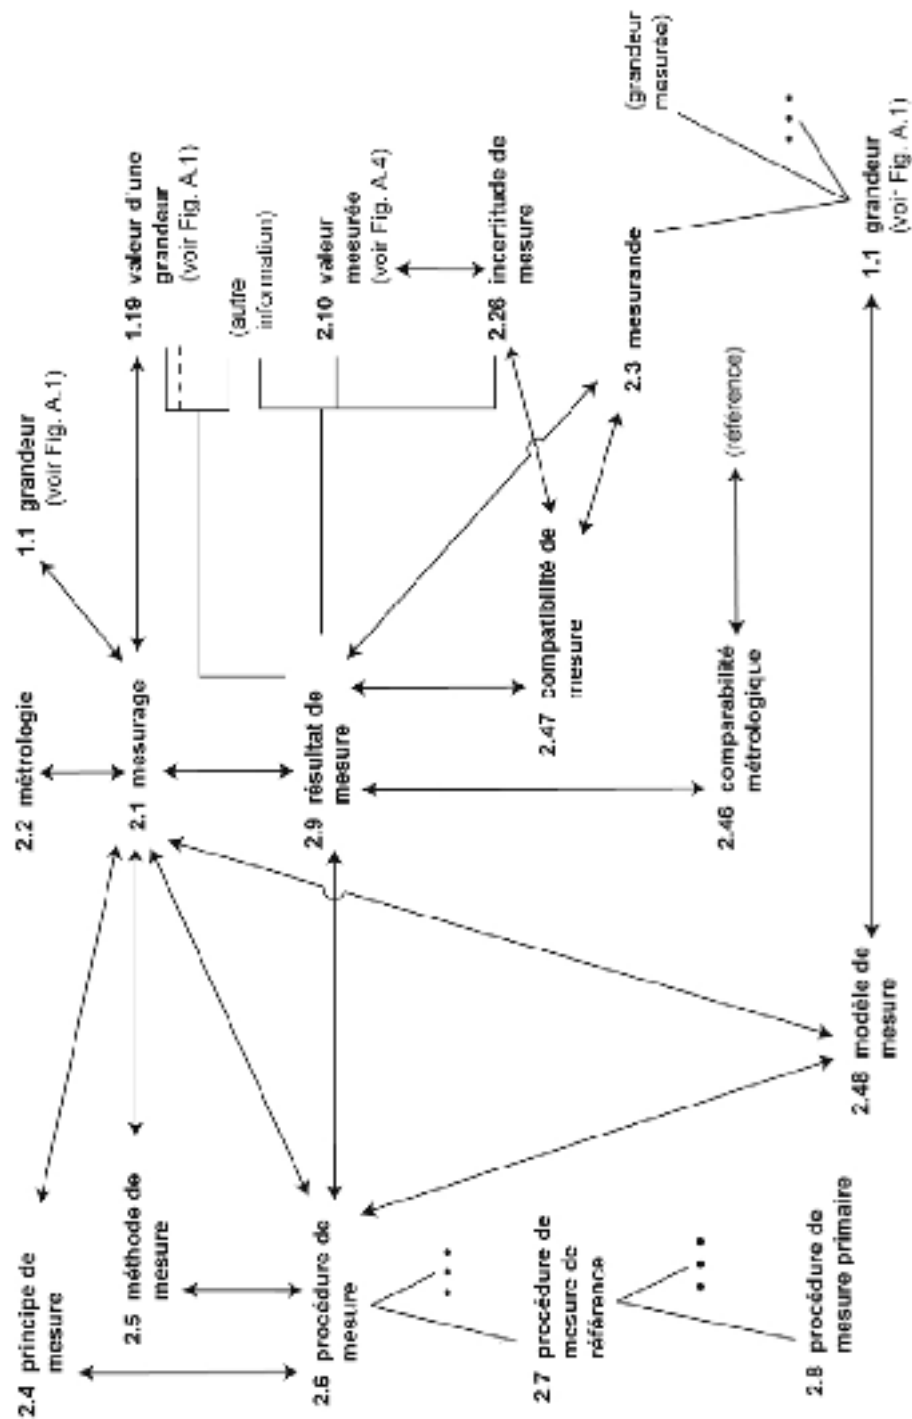 2.4 principe de
mesure
2.5 méthode de
mesure
2.6 procédure de
mesure
2.7 procédure de
mesure de
référence
2.8 procédure de
mesure primaire
2.2 métrologie
2.1 mesurage
2.9 résultat de
mesure
2.48 modèle de
mesure
1.1 grandeur
(voir Fig. A.1)
2.47 compatibilité de
mesure
2.46 comparabilité
métrologique
(référence)
1.19 valeur d'une
grandeur
(voir Fig. A.1)
(autre
information)
2.10 valeur
mesurée
(voir Fig. A.4)
2.26 incertitude de
mesure
2.3 mesurande
(grandeur
mesurée)
1.1 grandeur
(voir Fig. A.1)